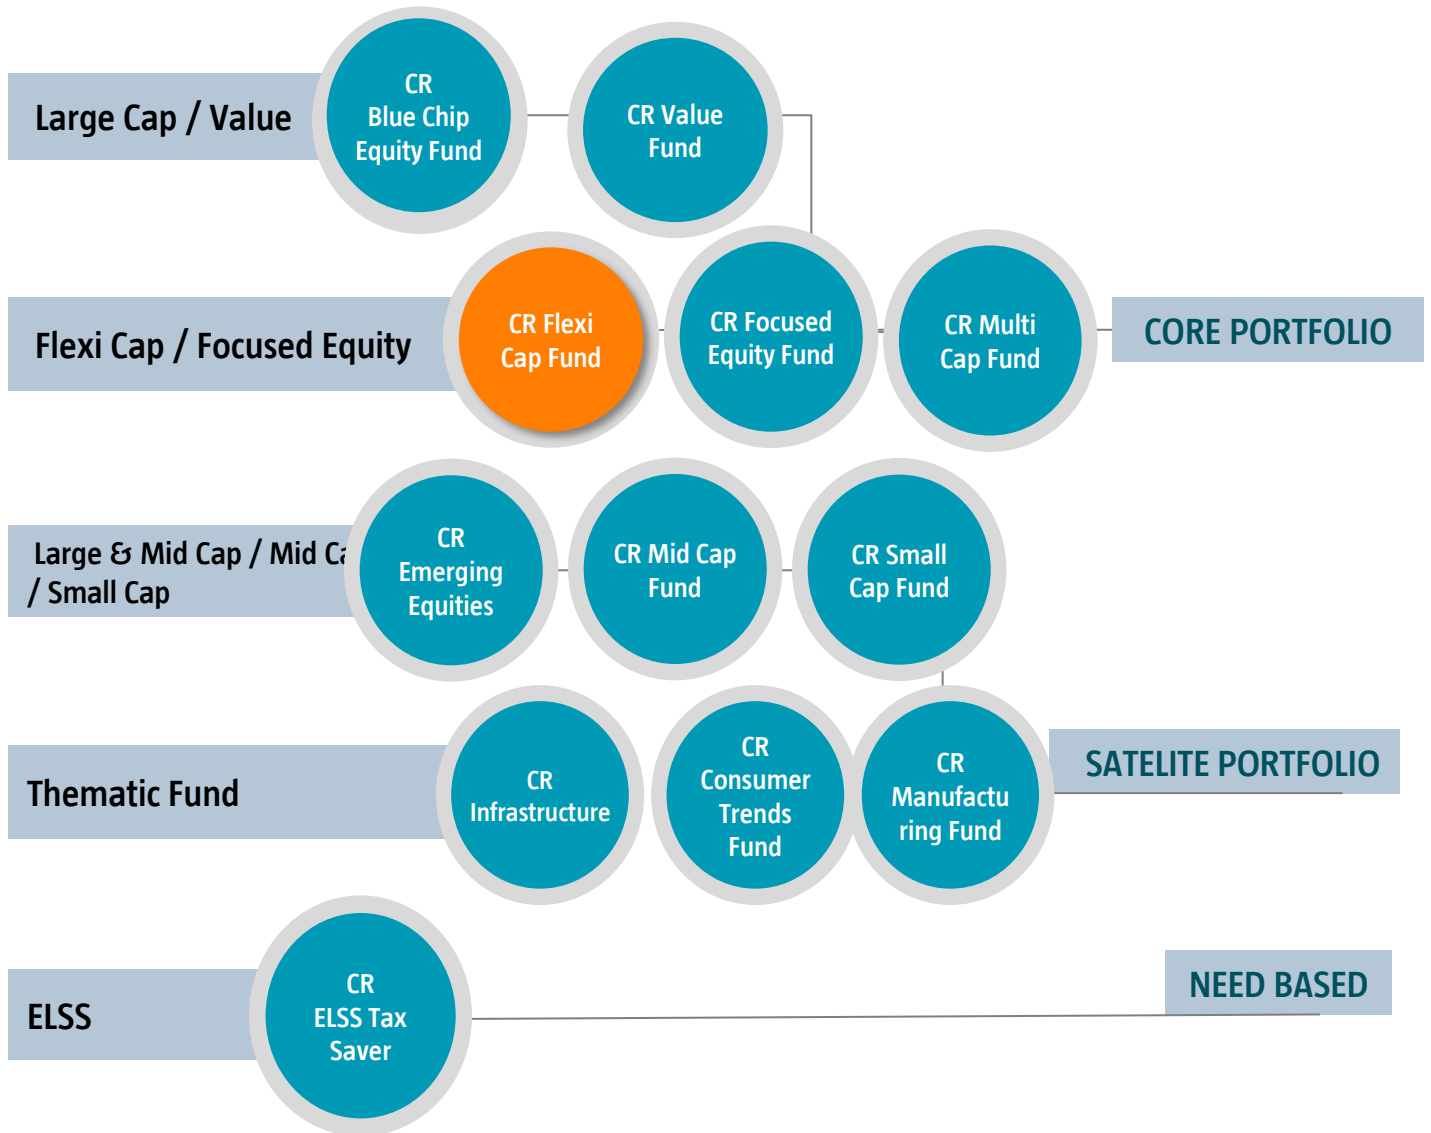 Large Cap / Value
CR
Blue Chip
Equity Fund
CR Value
Fund
Flexi Cap / Focused Equity
CR Flexi
Cap Fund
CR Focused
Equity Fund
CR Multi
Cap Fund
CORE PORTFOLIO
Large & Mid Cap / Mid Ca
/ Small Cap
CR
Emerging
Equities
CR Mid Cap
Fund
CR Small
Cap Fund
Thematic Fund
CR
Infrastructure
CR
Consumer
Trends
Fund
CR
Manufactu
ring Fund
SATELITE PORTFOLIO
ELSS
CR
ELSS Tax
Saver
NEED BASED